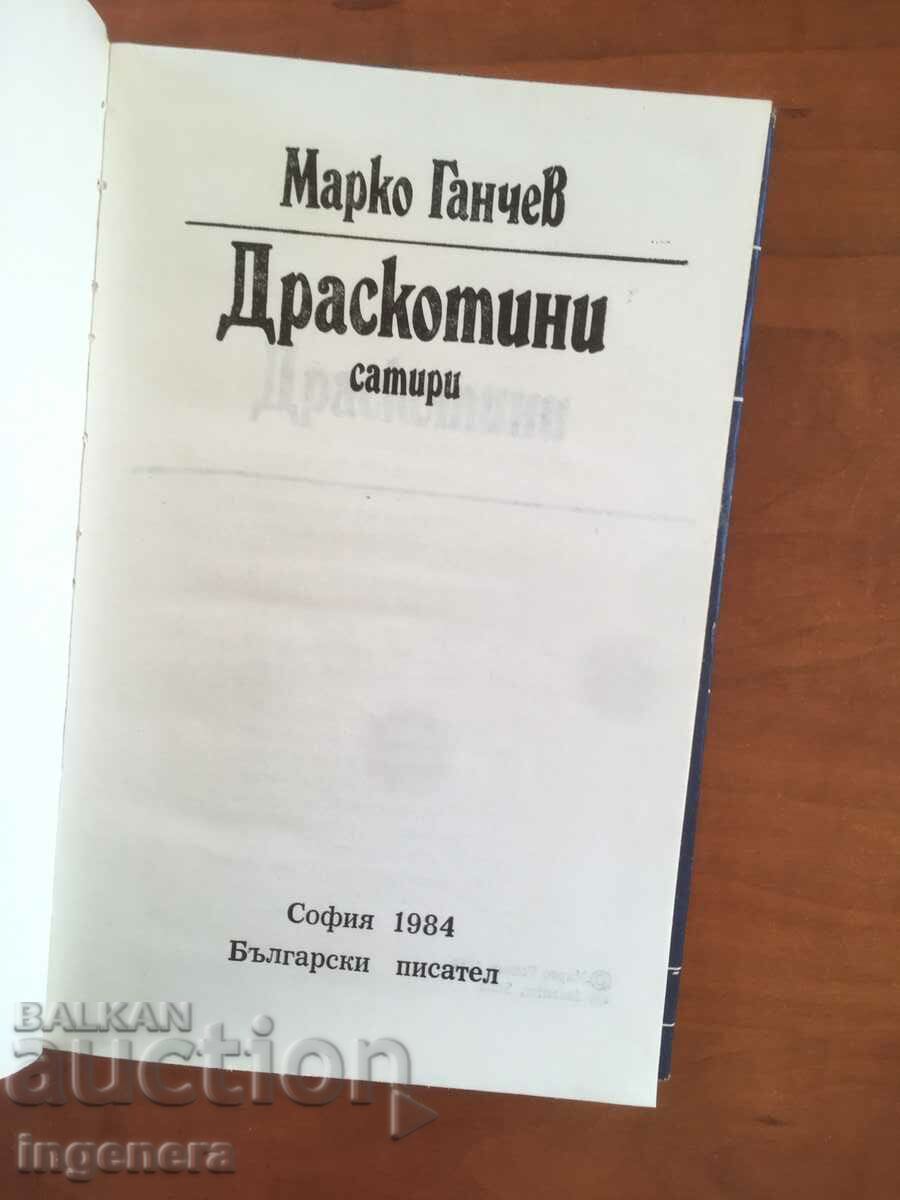 Марко Ганчев
Драскотини
сатири
София 1984
Български писател
BALKAN
auction
ingenera